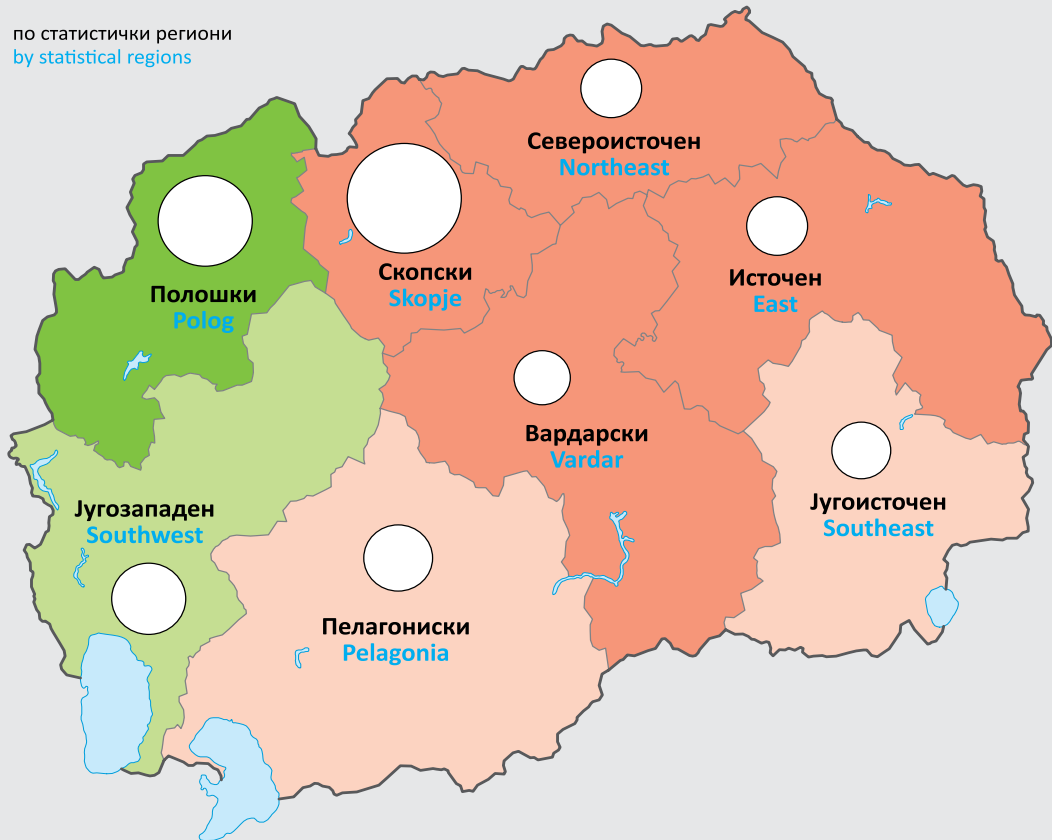 по статистички региони
by statistical regions
Североисточен
Northeast
Скопски
Skopje
Источен
East
Полошки
Polog
Вардарски
Vardar
Југоисточен
Southeast
Југозападен
Southwest
Пелагониски
Pelagonia